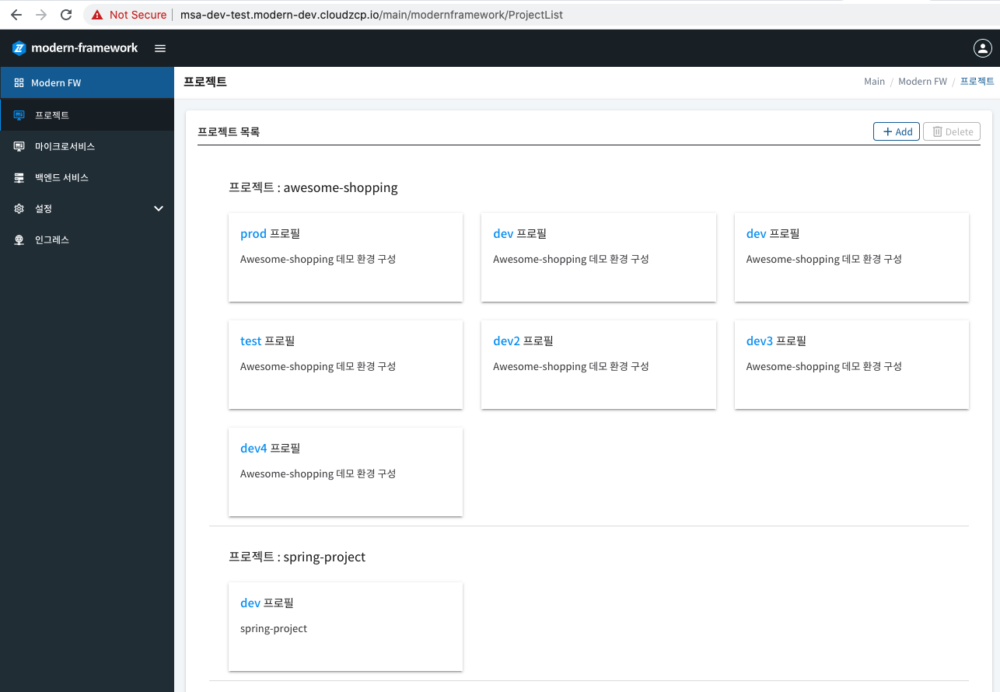 Not Secure
msa-dev-test.modern-dev.cloudzcp.io/main/modernframework/ProjectList
modern-framework
Modern FW
프로젝트
마이크로서비스
백엔드 서비스
설정
인그레스
프로젝트
Main / Modern FW / 프로젝트
프로젝트 목록
+ Add
Delete
프로젝트 : awesome-shopping
prod 프로필
Awesome-shopping 데모 환경 구성
dev 프로필
Awesome-shopping 데모 환경 구성
dev 프로필
Awesome-shopping 데모 환경 구성
test 프로필
Awesome-shopping 데모 환경 구성
dev2 프로필
Awesome-shopping 데모 환경 구성
dev3 프로필
Awesome-shopping 데모 환경 구성
dev4 프로필
Awesome-shopping 데모 환경 구성
프로젝트 : spring-project
dev 프로필
spring-project